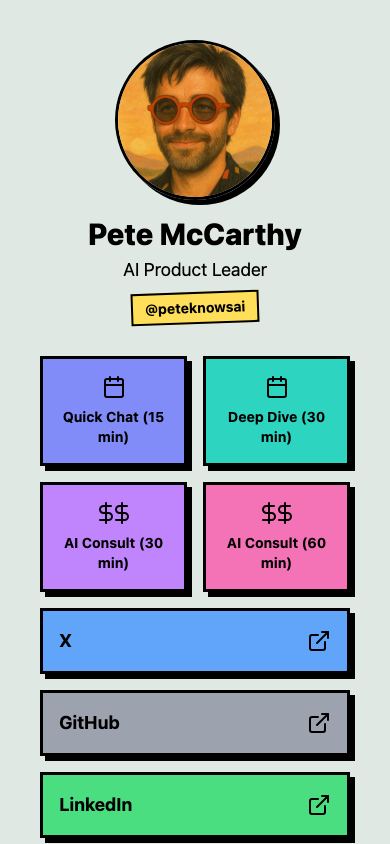 Pete McCarthy
AI Product Leader
@peteknowsai
Quick Chat (15
min)
Deep Dive (30
min)
$$
AI Consult (30
min)
$$
AI Consult (60
min)
X
GitHub
LinkedIn